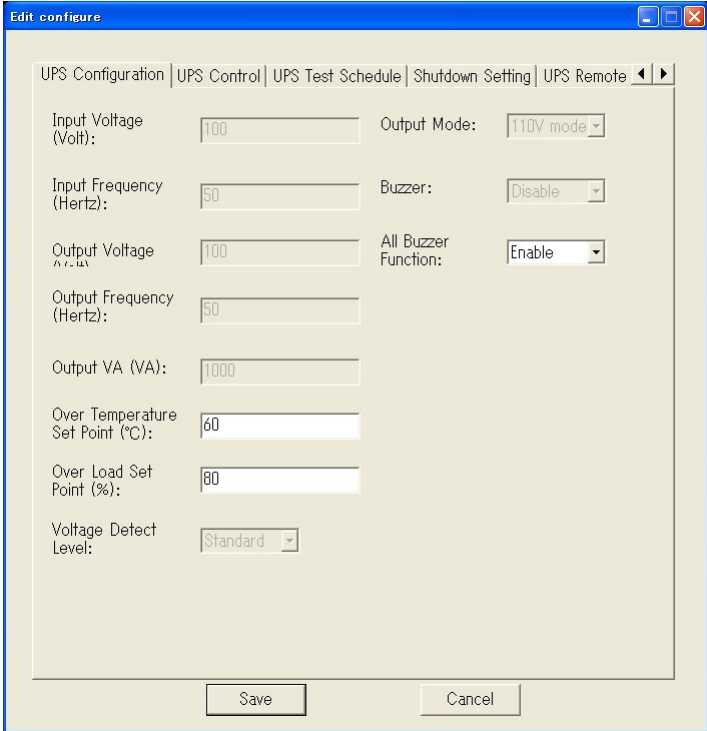 Edit configure
UPS Configuration UPS Control UPS Test Schedule Shutdown Setting UPS Remote
Input Voltage
(Volt):
100
Output Mode:
110V mode
Input Frequency
(Hertz):
50
Buzzer:
Disable
Output Voltage
100
All Buzzer
Function:
Enable
Output Frequency
(Hertz):
50
Output VA (VA):
1000
Over Temperature
Set Point (℃):
60
Over Load Set
Point (%):
80
Voltage Detect
Level:
Standard
Save Cancel